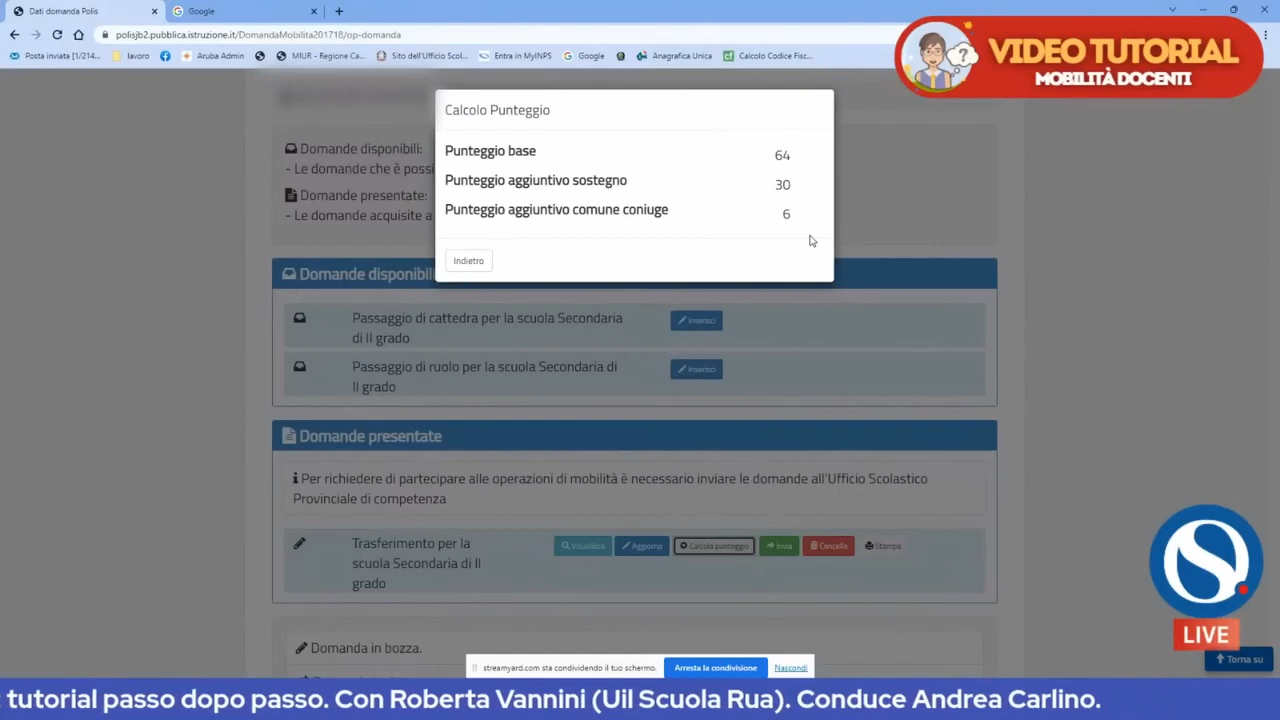 Dati domanda Polis
Google
polisjb2.pubblica.istruzione.it/DomandaMobilita201718/op-domanda
Posta inviata [1/214...
lavoro
Aruba Admin
MIUR - Regione Ca...
Sito dell'Ufficio Scol...
Entra in MyINPS
Google
Anagrafica Unica
Calcolo Codice Fisc...
VIDEO TUTORIAL
MOBILITÀ DOCENTI
Calcolo Punteggio
Punteggio base 64
Punteggio aggiuntivo sostegno 30
Punteggio aggiuntivo comune coniuge 6
Indietro
Domande disponibili:
- Le domande che è poss
Domande presentate:
- Le domande acquisite a
Domande disponibil
Passaggio di cattedra per la scuola Secondaria
di II grado
Inserisci
Passaggio di ruolo per la scuola Secondaria di
II grado
Inserisci
Domande presentate
Per richiedere di partecipare alle operazioni di mobilità è necessario inviare le domande all'Ufficio Scolastico
Provinciale di competenza
Trasferimento per la
scuola Secondaria di II
grado
Visualizza
Aggiorna
Calcola punteggio
Invia
Cancella
Stampa
Domanda in bozza.
LIVE
Torna su
streamyard.com sta condividendo il tuo schermo.
Arresta la condivisione
Nascondi
tutorial passo dopo passo. Con Roberta Vannini (Uil Scuola Rua). Conduce Andrea Carlino.